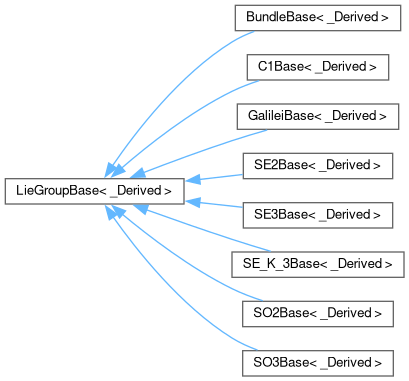 BundleBase< _Derived >
C1Base< _Derived >
GalileiBase< _Derived >
SE2Base< _Derived >
LieGroupBase< _Derived >
SE3Base< _Derived >
SE_K_3Base< _Derived >
SO2Base< _Derived >
SO3Base< _Derived >